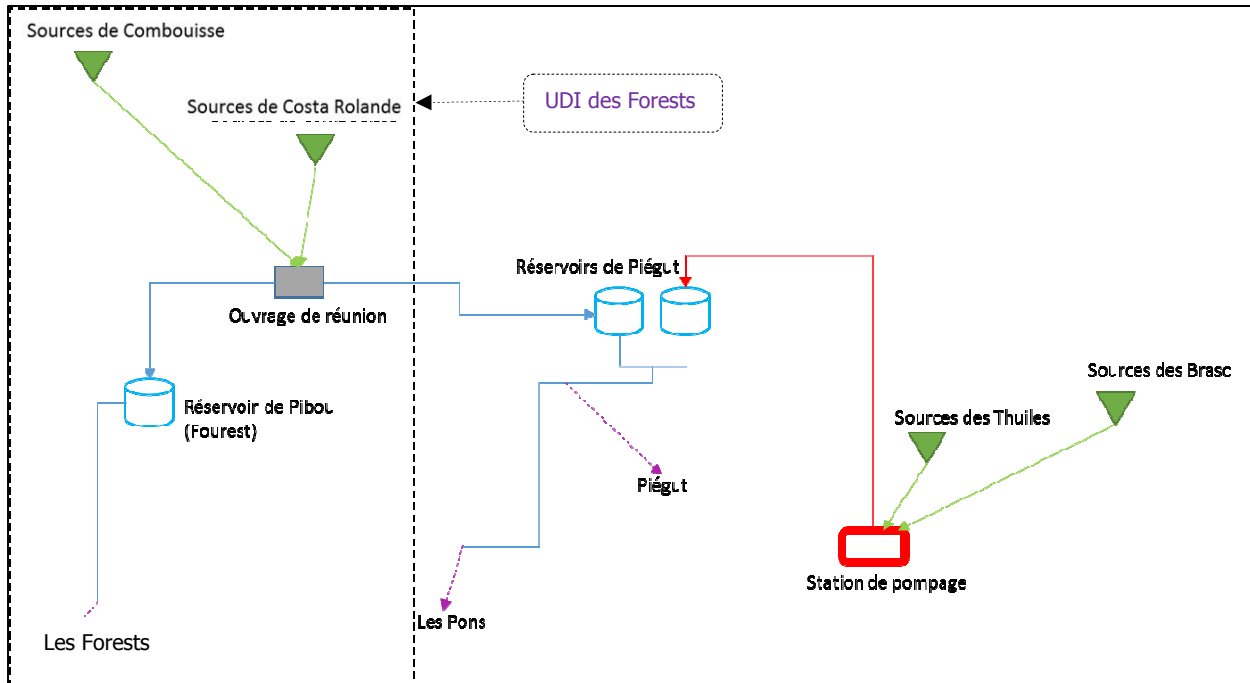 Sources de Combouisse
UDI des Forests
Sources de Costa Rolande
Réservoirs de Piégut
Ouvrage de réunion
Sources des Brasc
Réservoir de Pibou
(Fourest)
Sources des Thuiles
Piégut
Station de pompage
Les Pons
Les Forests